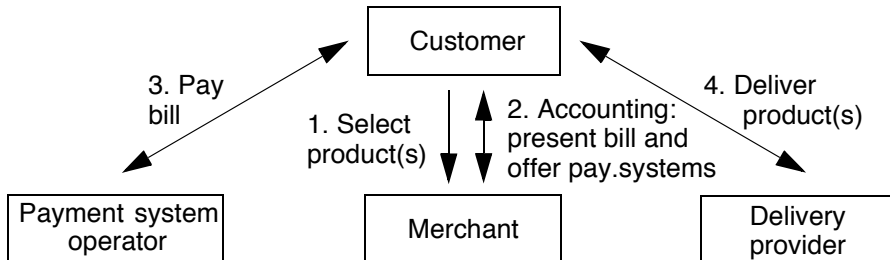 Customer
3. Pay
bill
1. Select
product(s)
2. Accounting:
present bill and
offer pay.systems
4. Deliver
product(s)
Payment system
operator
Merchant
Delivery
provider